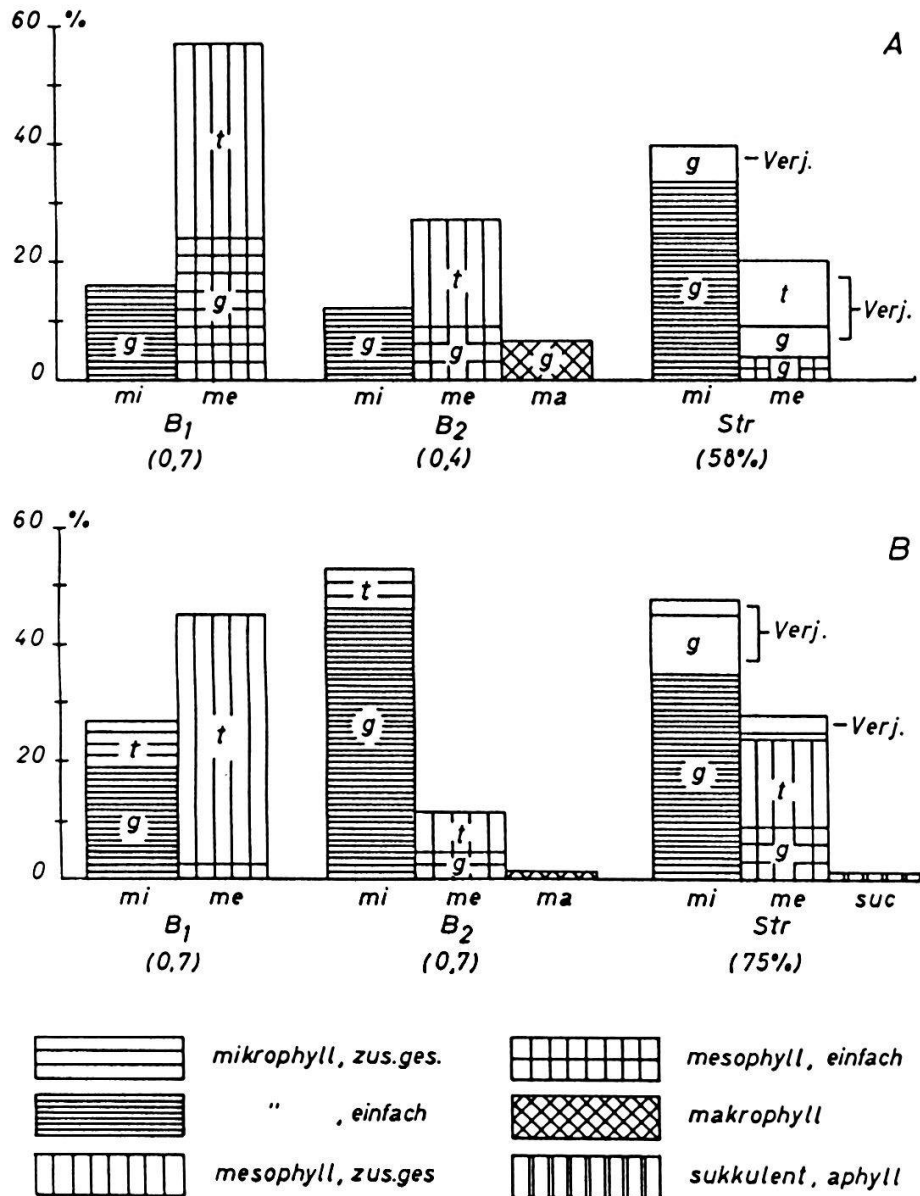 60 % A
t
40
g - Verj.
20
t t Verj.
g
g g g g g g
0
mi me mi me ma mi me
B1 B2 Str
(0,7) (0,4) (58%)
60 % B
t
40
g Verj.
t g
20
t - Verj.
g t
g t
g g
0
mi me mi me ma mi me suc
B1 B2 Str
(0,7) (0,7) (75%)
mikrophyll, zus.ges.
" , einfach
mesophyll, zus.ges
mesophyll, einfach
makrophyll
sukkulent, aphyll